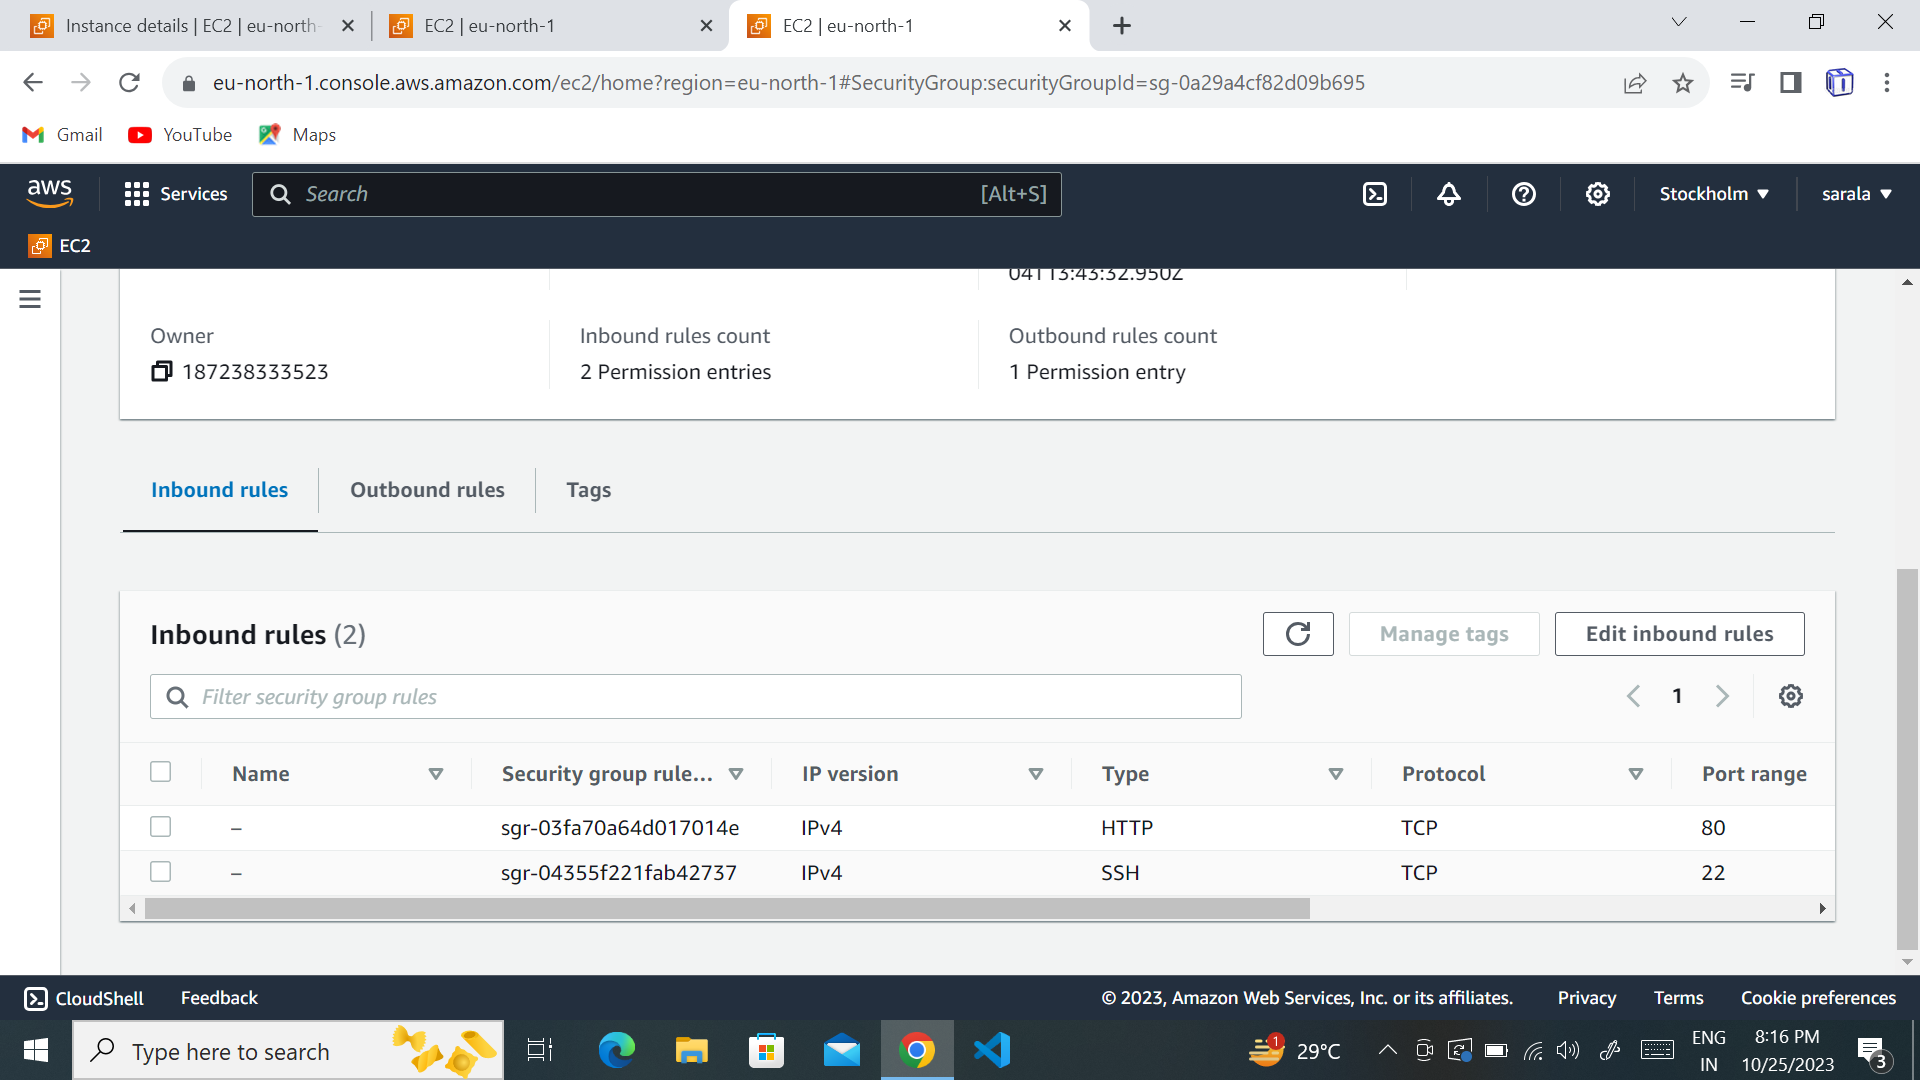 Instance details | EC2 | eu-north-
EC2 | eu-north-1
EC2 | eu-north-1
eu-north-1.console.aws.amazon.com/ec2/home?region=eu-north-1#SecurityGroup:securityGroupId=sg-0a29a4cf82d09b695
Gmail
YouTube
Maps
aws
Services
Search
[Alt+S]
Stockholm
sarala
EC2
04T13:43:32.950Z
Owner
Inbound rules count
Outbound rules count
187238333523
2 Permission entries
1 Permission entry
Inbound rules
Outbound rules
Tags
Inbound rules (2)
Manage tags
Edit inbound rules
Filter security group rules
1
Name
Security group rule...
IP version
Type
Protocol
Port range
– sgr-03fa70a64d017014e IPv4 HTTP TCP 80
– sgr-04355f221fab42737 IPv4 SSH TCP 22
CloudShell
Feedback
© 2023, Amazon Web Services, Inc. or its affiliates.
Privacy
Terms
Cookie preferences
Type here to search
1
29°C
ENG
IN
8:16 PM
10/25/2023
3